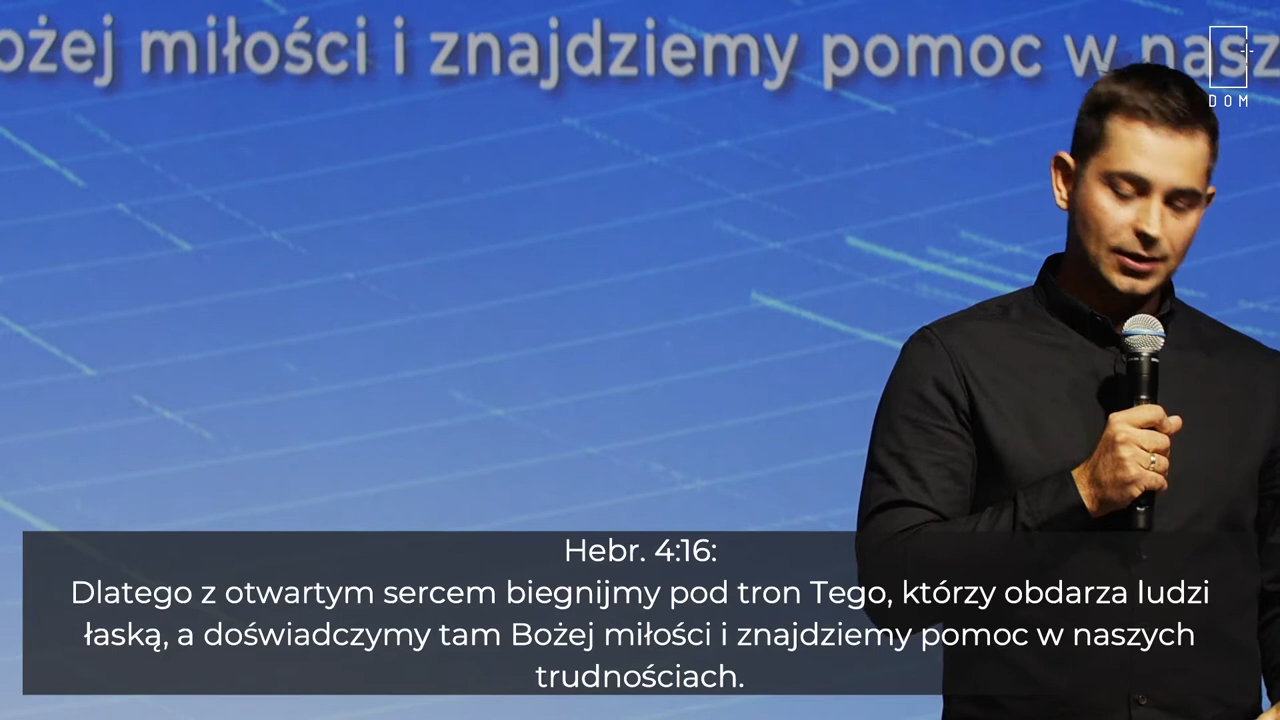 ożej miłości i znajdziemy pomoc w nasz
DOM
Hebr. 4:16:
Dlatego z otwartym sercem biegnijmy pod tron Tego, którzy obdarza ludzi
łaską, a doświadczymy tam Bożej miłości i znajdziemy pomoc w naszych
trudnościach.